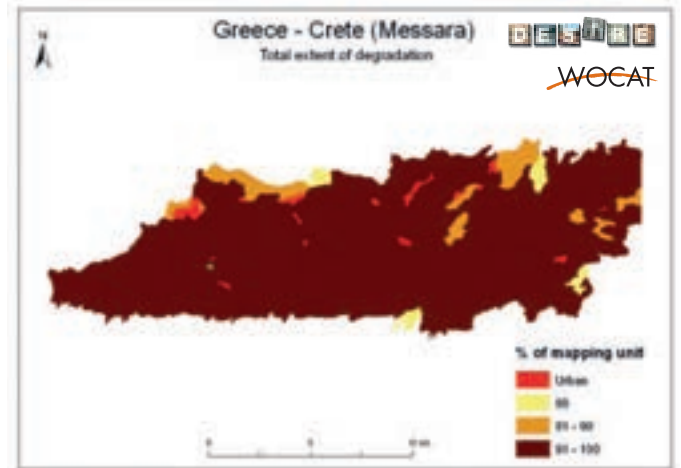 Greece - Crete (Messara)
Total extent of degradation
DESIRE
WOCAT
N
% of mapping unit
Urban
91 - 100